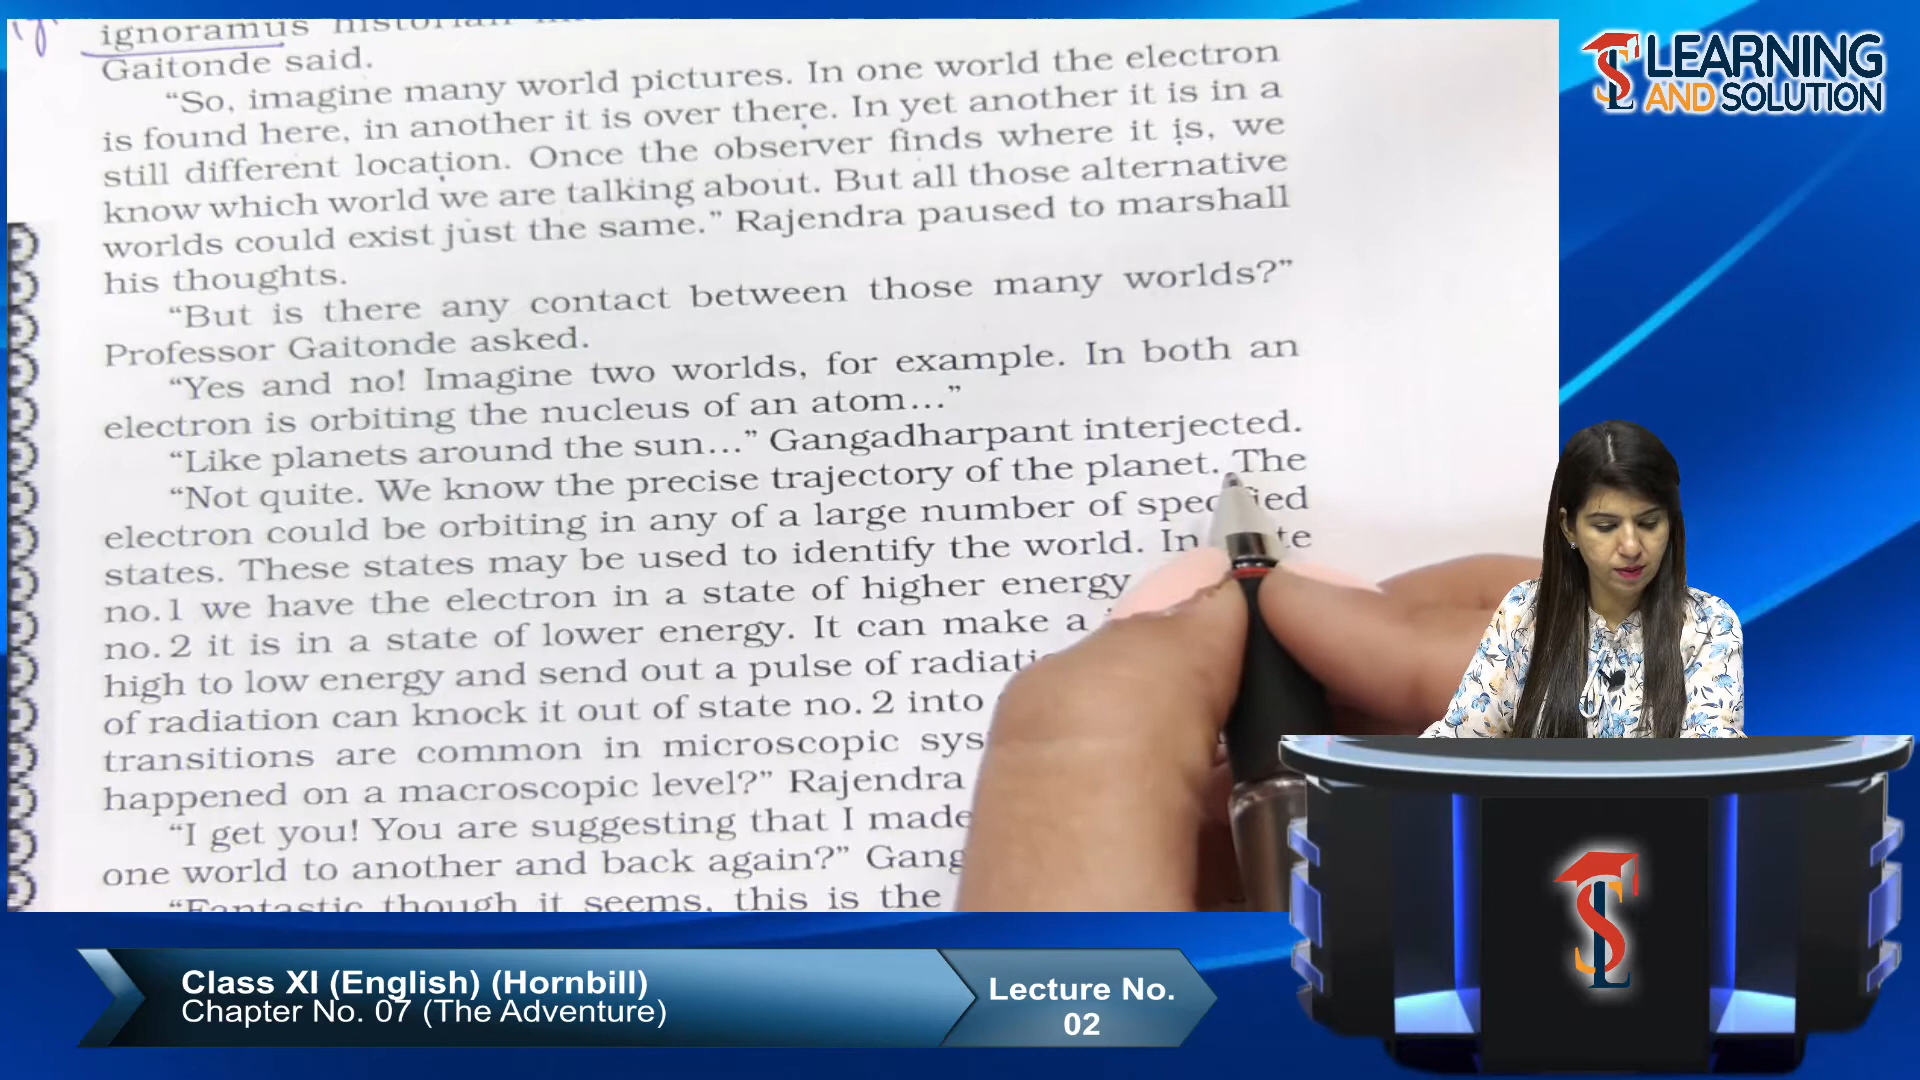 ignoramus historian
Gaitonde said.
“So, imagine many world pictures. In one world the electron
is found here, in another it is over there. In yet another it is in a
still different location. Once the observer finds where it is, we
know which world we are talking about. But all those alternative
worlds could exist just the same.” Rajendra paused to marshall
his thoughts.
“But is there any contact between those many worlds?”
Professor Gaitonde asked.
“Yes and no! Imagine two worlds, for example. In both an
electron is orbiting the nucleus of an atom...”
“Like planets around the sun...” Gangadharpant interjected.
“Not quite. We know the precise trajectory of the planet. The
electron could be orbiting in any of a large number of specified
states. These states may be used to identify the world. In
no.1 we have the electron in a state of higher energy
no. 2 it is in a state of lower energy. It can make a
high to low energy and send out a pulse of
of radiation can knock it out of state no. 2 into
transitions are common in microscopic
happened on a macroscopic level?” Rajendra
“I get you! You are suggesting that I made
one world to another and back again?”
“Fantastic though it seems, this is the
LEARNING
AND SOLUTION
Class XI (English) (Hornbill)
Chapter No. 07 (The Adventure)
Lecture No.
02